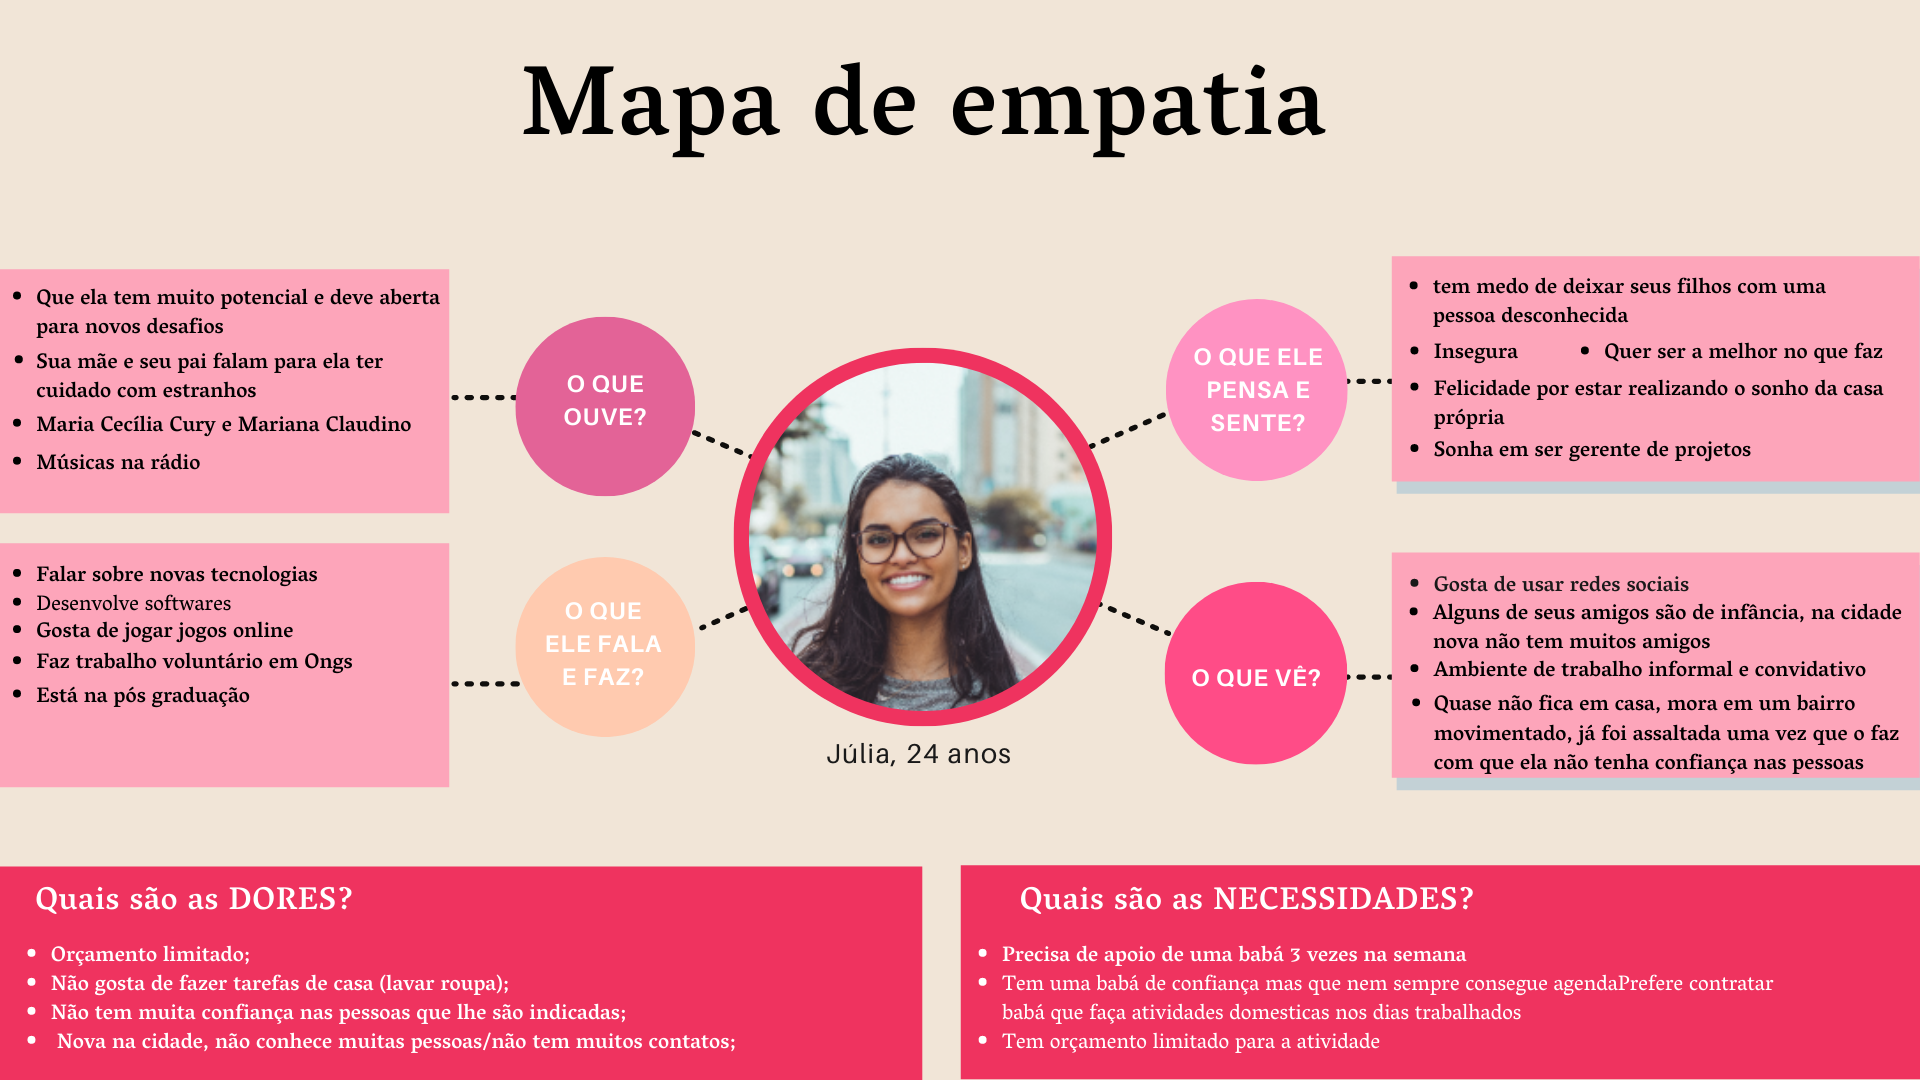 Mapa de empatia
Que ela tem muito potencial e deve aberta
para novos desafios
Sua mãe e seu pai falam para ela ter
cuidado com estranhos
Maria Cecília Cury e Mariana Claudino
Músicas na rádio
O QUE
OUVE?
O QUE ELE
PENSA E
SENTE?
tem medo de deixar seus filhos com uma
pessoa desconhecida
Insegura
Quer ser a melhor no que faz
Felicidade por estar realizando o sonho da casa
própria
Sonha em ser gerente de projetos
Falar sobre novas tecnologias
Desenvolve softwares
Gosta de jogar jogos online
Faz trabalho voluntário em Ongs
Está na pós graduação
O QUE
ELE FALA
E FAZ?
Júlia, 24 anos
O QUE VÊ?
Gosta de usar redes sociais
Alguns de seus amigos são de infância, na cidade
nova não tem muitos amigos
Ambiente de trabalho informal e convidativo
Quase não fica em casa, mora em um bairro
movimentado, já foi assaltada uma vez que o faz
com que ela não tenha confiança nas pessoas
Quais são as DORES?
Orçamento limitado;
Não gosta de fazer tarefas de casa (lavar roupa);
Não tem muita confiança nas pessoas que lhe são indicadas;
Nova na cidade, não conhece muitas pessoas/não tem muitos contatos;
Quais são as NECESSIDADES?
Precisa de apoio de uma babá 3 vezes na semana
Tem uma babá de confiança mas que nem sempre consegue agendaPrefere contratar
babá que faça atividades domesticas nos dias trabalhados
Tem orçamento limitado para a atividade